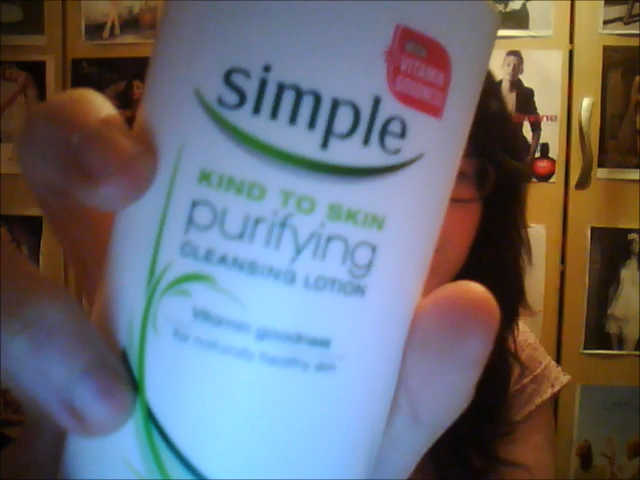 simple
WITH
VITAMIN
GOODNESS
KIND TO SKIN
purifying
CLEANSING LOTION
Vitamin goodness
for naturally healthy skin